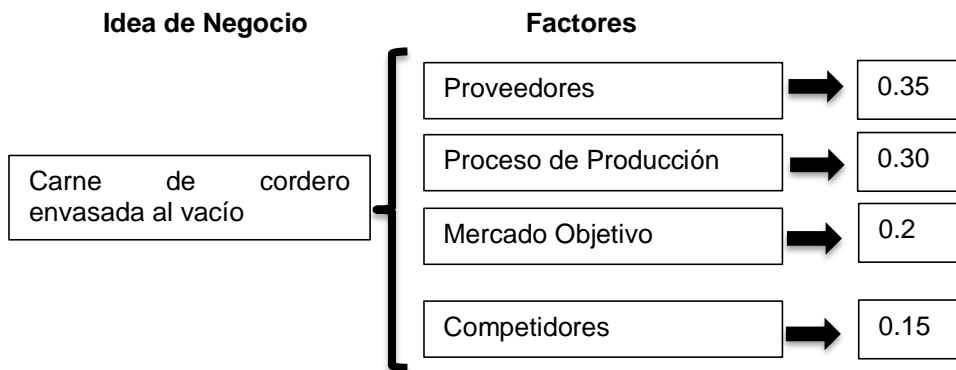 Idea de Negocio
Factores
Carne de cordero
envasada al vacío
Proveedores
0.35
Proceso de Producción
0.30
Mercado Objetivo
0.2
Competidores
0.15